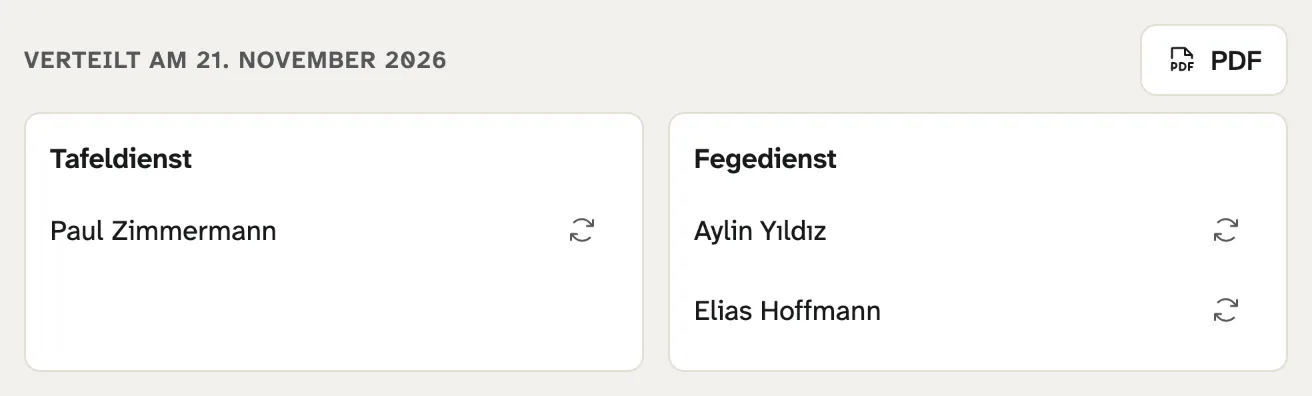 VERTEILT AM 21. NOVEMBER 2026
PDF PDF
Tafeldienst
Paul Zimmermann
Fegedienst
Aylin Yıldız
Elias Hoffmann